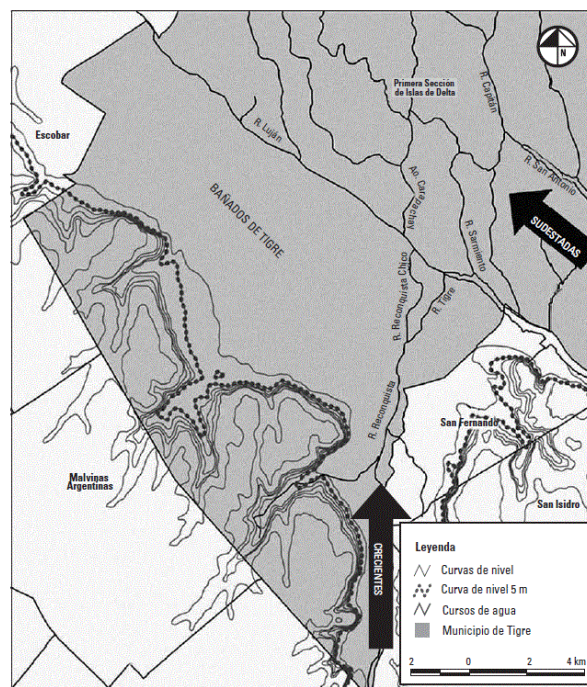 N
Primera Sección
de Islas de Delta
R. Capitán
Escobar
R. Luján
R. San Antonio
Ao. Carapachay
BAÑADOS DE TIGRE
SUDESTADAS
R. Sarmiento
R. Reconquista Chico
R. Tigre
R. Reconquista
San Fernando
Malvinas
Argentinas
San Isidro
CRECIENTES
Leyenda
Curvas de nivel
Curva de nivel 5 m
Cursos de agua
Municipio de Tigre
2 0 2 4 km